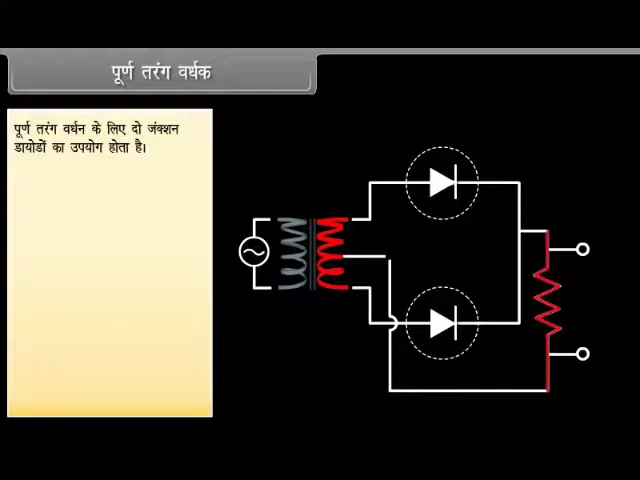 पूर्ण तरंग वर्धक
पूर्ण तरंग वर्धन के लिए दो जंक्शन
डायोडों का उपयोग होता है।